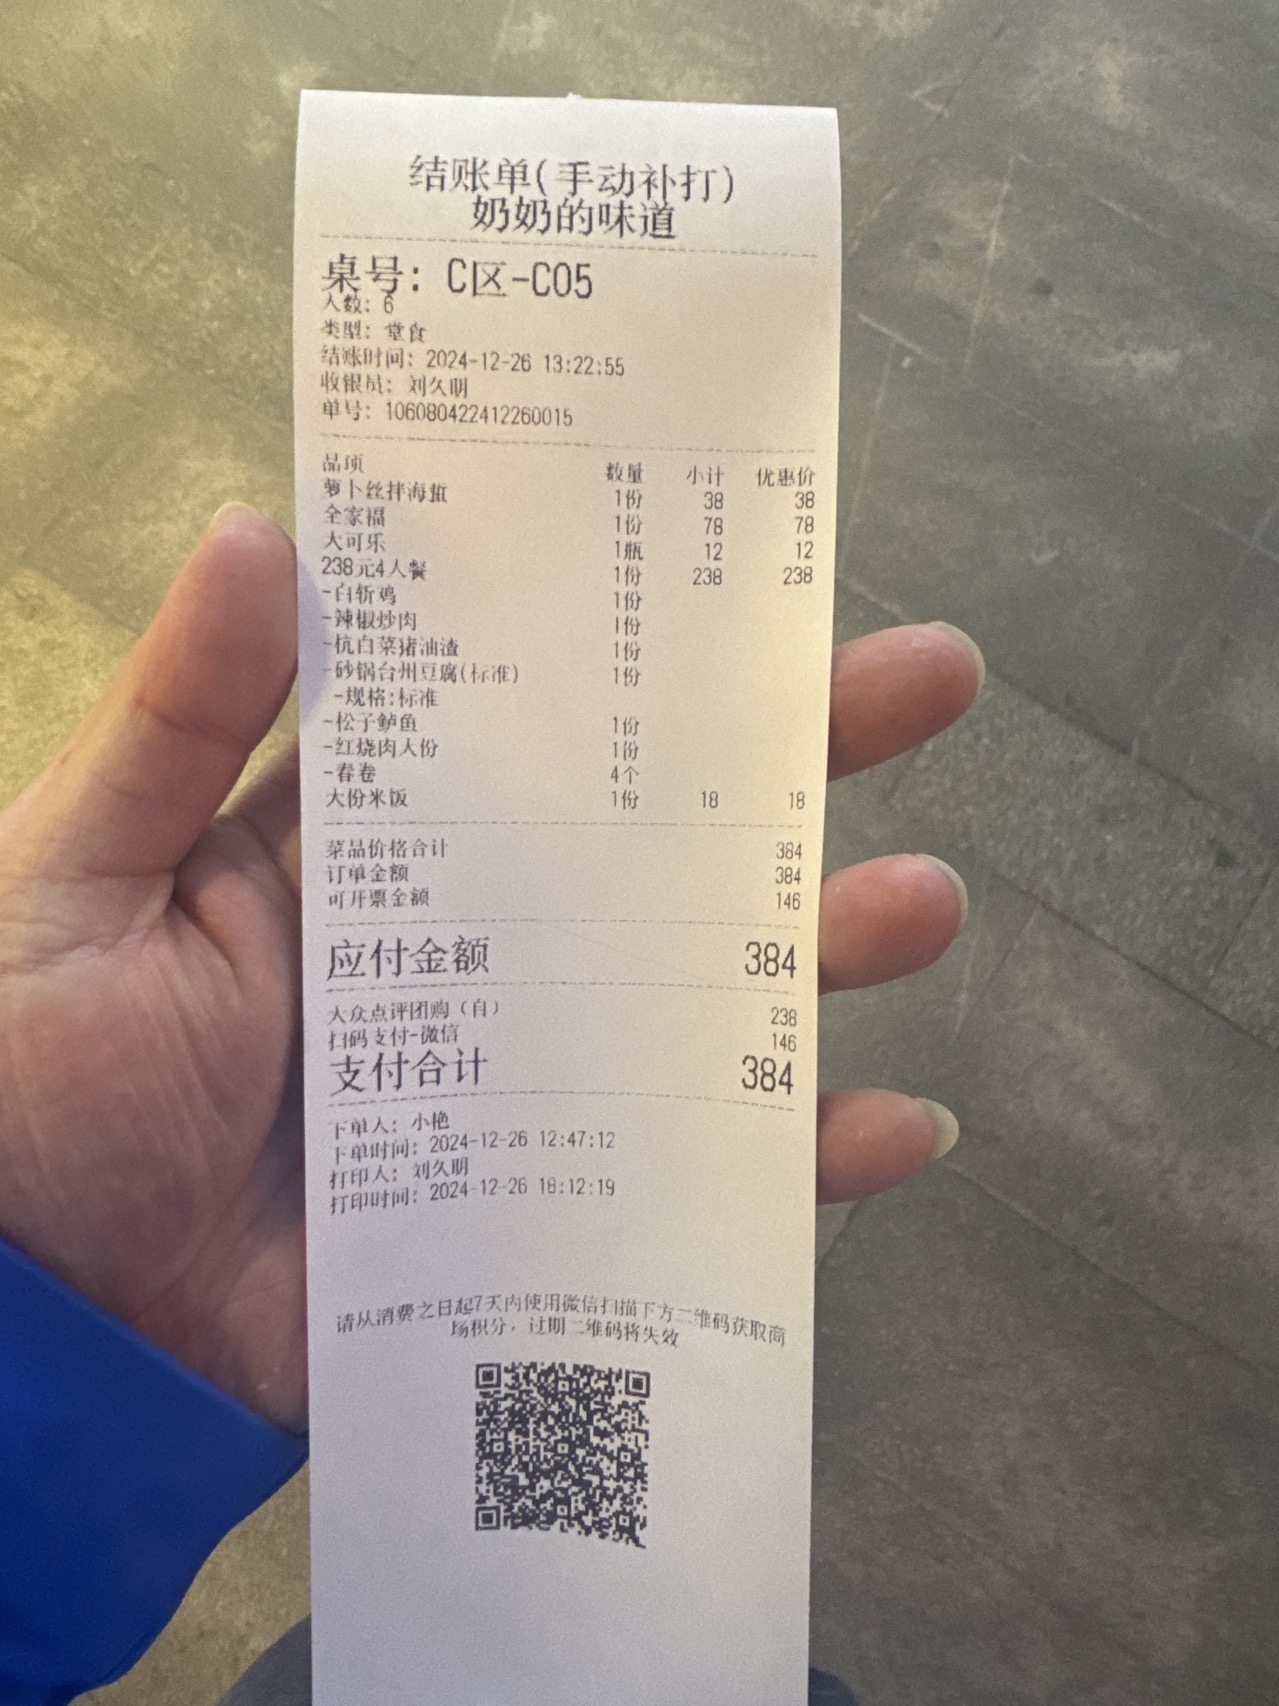 结账单(手动补打)
奶奶的味道
桌号: C区-C05
人数: 6
类型: 堂食
结账时间: 2024-12-26 13:22:55
收银员: 刘久明
单号: 106080422412260015
品项 数量 小计 优惠价
萝卜丝拌海蜇 1份 38 38
全家福 1份 78 78
大可乐 1瓶 12 12
238元4人餐 1份 238 238
-白斩鸡 1份
-辣椒炒肉 1份
-杭白菜猪油渣 1份
-砂锅台州豆腐(标准) 1份
-规格:标准
-松子鲈鱼 1份
-红烧肉大份 1份
-春卷 4个
大份米饭 1份 18 18
菜品价格合计 384
订单金额 384
可开票金额 146
应付金额 384
大众点评团购（自） 238
扫码支付-微信 146
支付合计 384
下单人: 小艳
下单时间: 2024-12-26 12:47:12
打印人: 刘久明
打印时间: 2024-12-26 18:12:19
请从消费之日起7天内使用微信扫描下方二维码获取商
场积分，过期二维码将失效